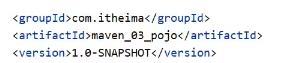 <groupId>com.itheima</groupId>
<artifactId>maven_03_pojo</artifactId>
<version>1.0-SNAPSHOT</version>